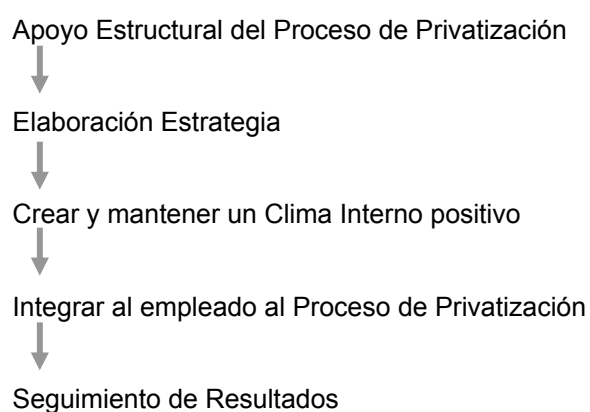 Apoyo Estructural del Proceso de Privatización
Elaboración Estrategia
Crear y mantener un Clima Interno positivo
Integrar al empleado al Proceso de Privatización
Seguimiento de Resultados